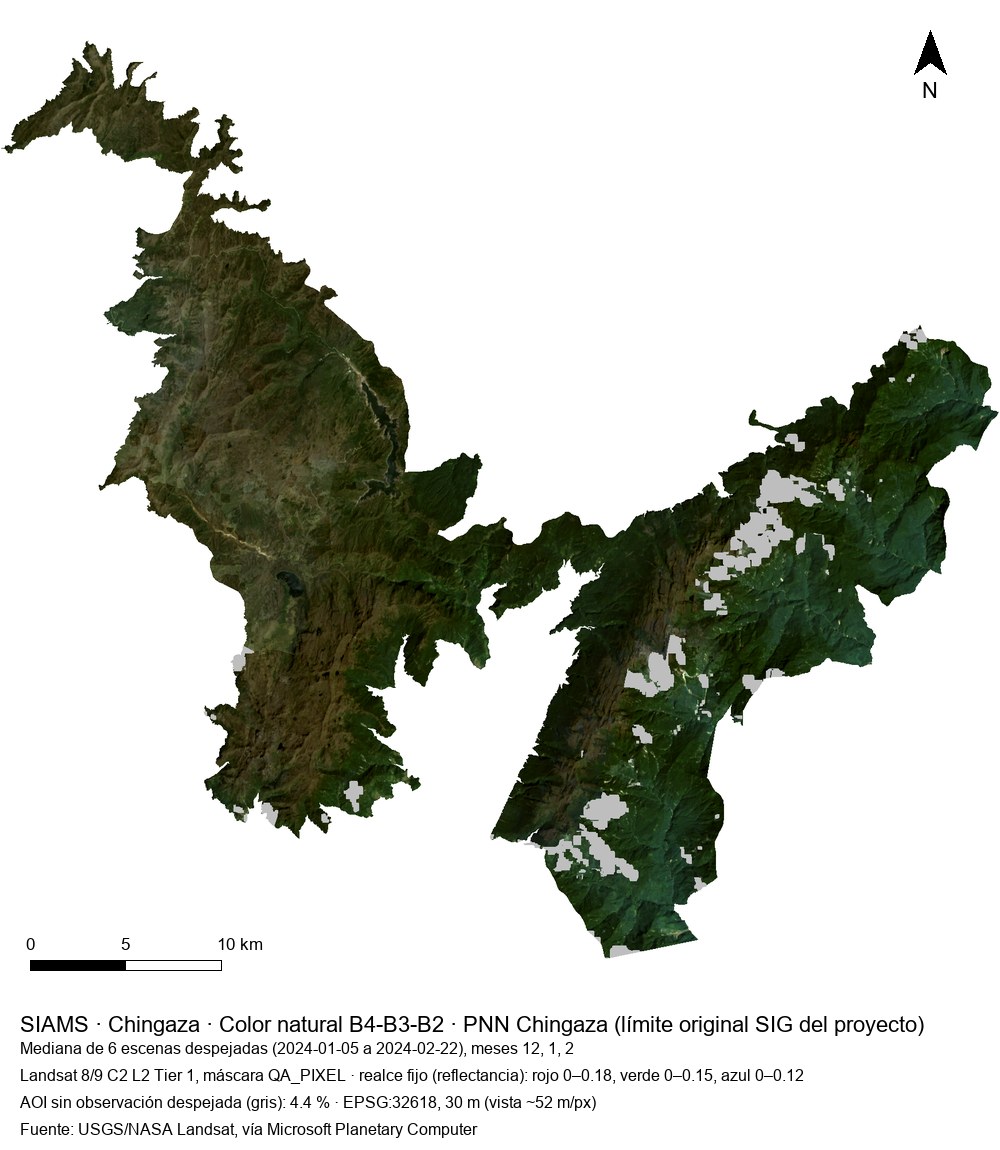 N
0 5 10 km
SIAMS · Chingaza · Color natural B4-B3-B2 · PNN Chingaza (límite original SIG del proyecto)
Mediana de 6 escenas despejadas (2024-01-05 a 2024-02-22), meses 12, 1, 2
Landsat 8/9 C2 L2 Tier 1, máscara QA_PIXEL · realce fijo (reflectancia): rojo 0–0.18, verde 0–0.15, azul 0–0.12
AOI sin observación despejada (gris): 4.4 % · EPSG:32618, 30 m (vista ~52 m/px)
Fuente: USGS/NASA Landsat, vía Microsoft Planetary Computer